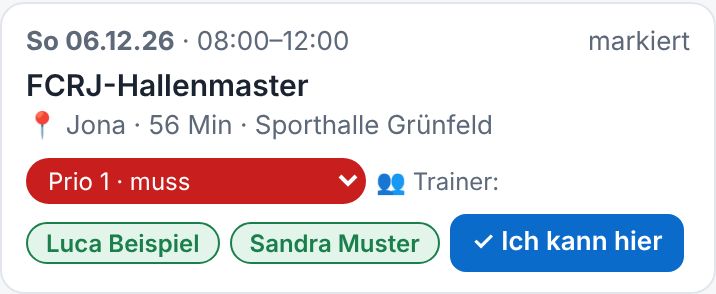 So 06.12.26 · 08:00–12:00 markiert
FCRJ-Hallenmaster
Jona · 56 Min · Sporthalle Grünfeld
Prio 1 · muss Trainer:
Luca Beispiel Sandra Muster ✓ Ich kann hier